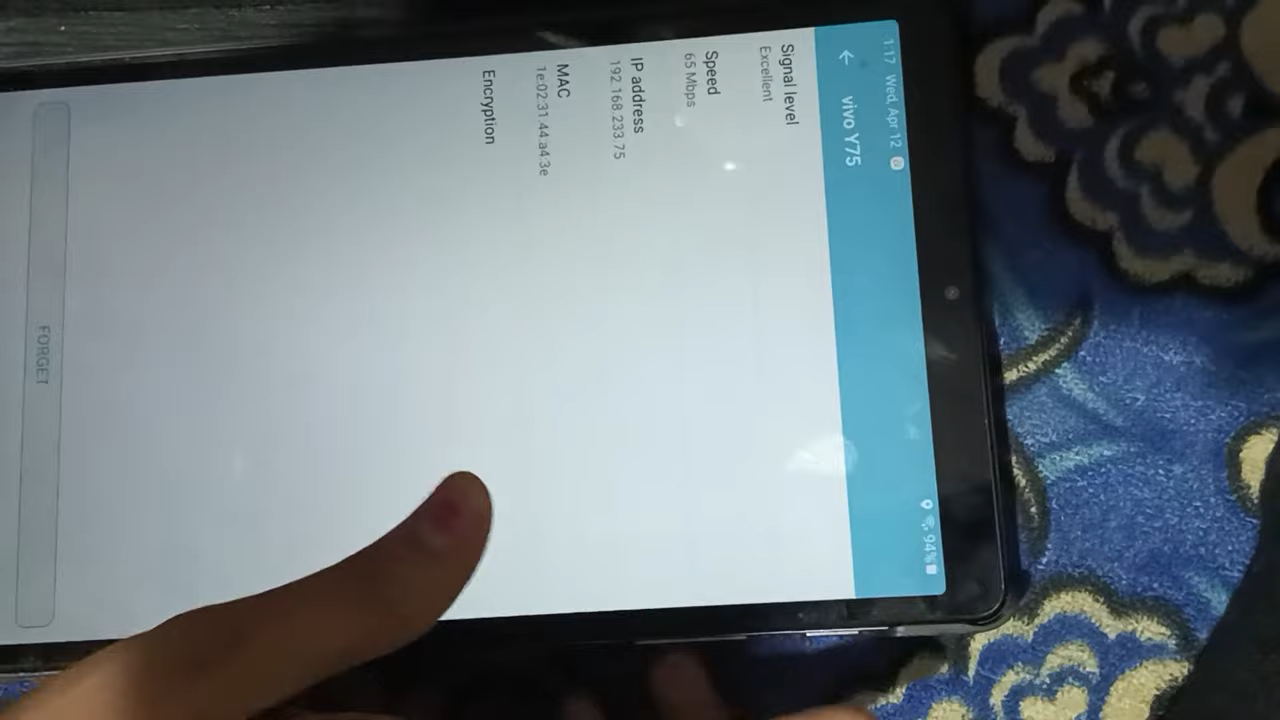 1:17 Wed, Apr 12
94%
vivo Y75
Signal level
Excellent
Speed
65 Mbps
IP address
192.168.233.75
MAC
1e:02:31:44:a4:3e
Encryption
FORGET